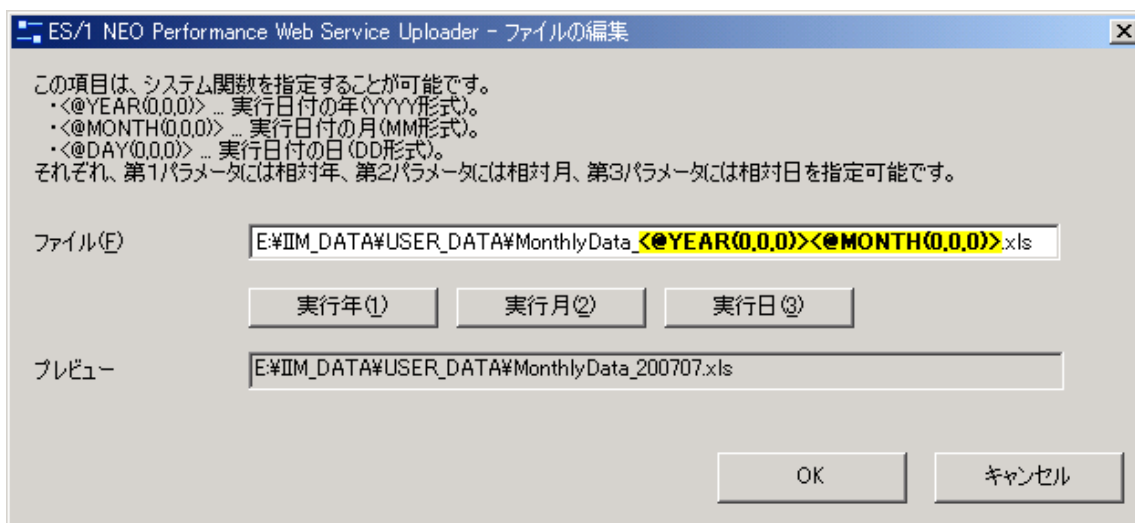 ES/1 NEO Performance Web Service Uploader - ファイルの編集
この項目は、システム関数を指定することが可能です。
・<@YEAR(0,0,0)> ... 実行日付の年(YYYY形式)。
・<@MONTH(0,0,0)> ... 実行日付の月(MM形式)。
・<@DAY(0,0,0)> ... 実行日付の日(DD形式)。
それぞれ、第1パラメータには相対年、第2パラメータには相対月、第3パラメータには相対日を指定可能です。
ファイル(F) E:¥IIM_DATA¥USER_DATA¥MonthlyData_<@YEAR(0,0,0)><@MONTH(0,0,0)>.xls
実行年(1) 実行月(2) 実行日(3)
プレビュー E:¥IIM_DATA¥USER_DATA¥MonthlyData_200707.xls
OK キャンセル